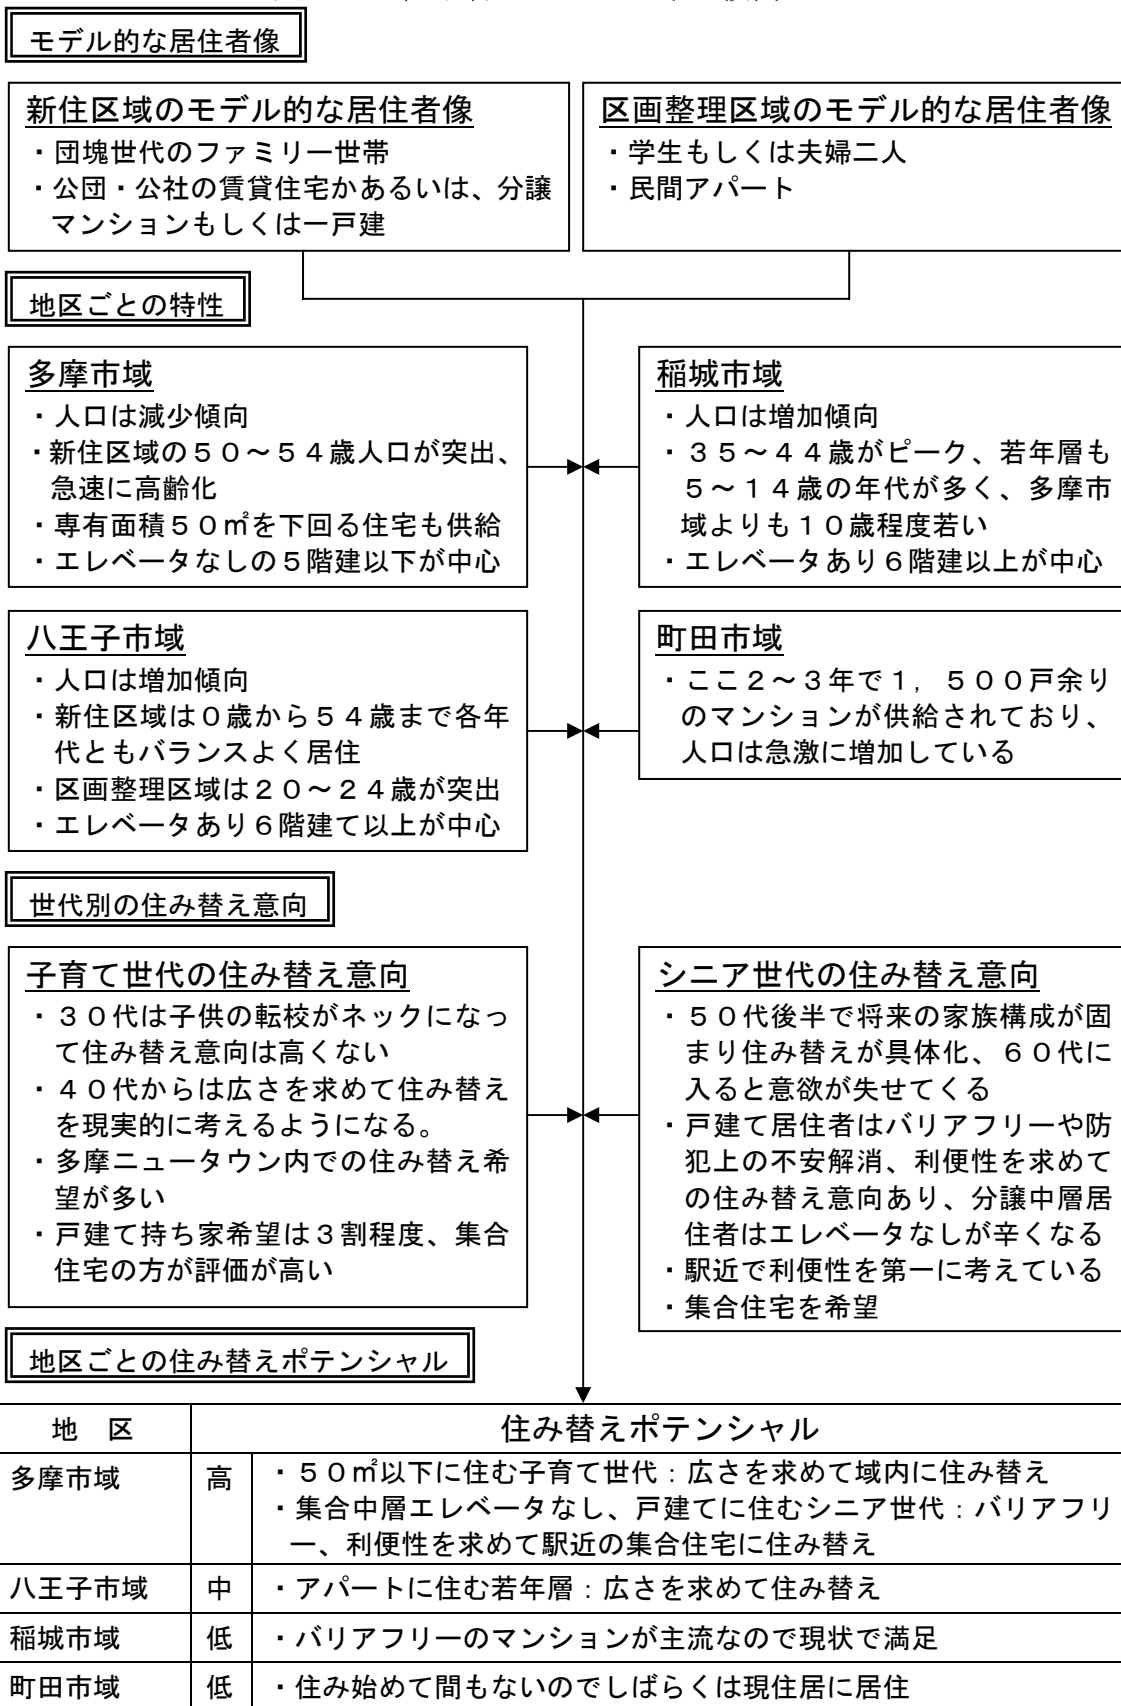 モデル的な居住者像
新住区域のモデル的な居住者像
・団塊世代のファミリー世帯
・公団・公社の賃貸住宅かあるいは、分譲
マンションもしくは一戸建
区画整理区域のモデル的な居住者像
・学生もしくは夫婦二人
・民間アパート
地区ごとの特性
多摩市域
・人口は減少傾向
・新住区域の５０～５４歳人口が突出、
急速に高齢化
・専有面積５０㎡を下回る住宅も供給
・エレベータなしの５階建以下が中心
稲城市域
・人口は増加傾向
・３５～４４歳がピーク、若年層も
５～１４歳の年代が多く、多摩市
域よりも１０歳程度若い
・エレベータあり６階建以上が中心
八王子市域
・人口は増加傾向
・新住区域は０歳から５４歳まで各年
代ともバランスよく居住
・区画整理区域は２０～２４歳が突出
・エレベータあり６階建て以上が中心
町田市域
・ここ２～３年で１，５００戸余り
のマンションが供給されており、
人口は急激に増加している
世代別の住み替え意向
子育て世代の住み替え意向
・３０代は子供の転校がネックになっ
て住み替え意向は高くない
・４０代からは広さを求めて住み替え
を現実的に考えるようになる。
・多摩ニュータウン内での住み替え希
望が多い
・戸建て持ち家希望は３割程度、集合
住宅の方が評価が高い
シニア世代の住み替え意向
・５０代後半で将来の家族構成が固
まり住み替えが具体化、６０代に
入ると意欲が失せてくる
・戸建て居住者はバリアフリーや防
犯上の不安解消、利便性を求めて
の住み替え意向あり、分譲中層居
住者はエレベータなしが辛くなる
・駅近で利便性を第一に考えている
・集合住宅を希望
地区ごとの住み替えポテンシャル
地　区　住み替えポテンシャル
多摩市域　高　・５０㎡以下に住む子育て世代：広さを求めて域内に住み替え
・集合中層エレベータなし、戸建てに住むシニア世代：バリアフリ
ー、利便性を求めて駅近の集合住宅に住み替え
八王子市域　中　・アパートに住む若年層：広さを求めて住み替え
稲城市域　低　・バリアフリーのマンションが主流なので現状で満足
町田市域　低　・住み始めて間もないのでしばらくは現住居に居住